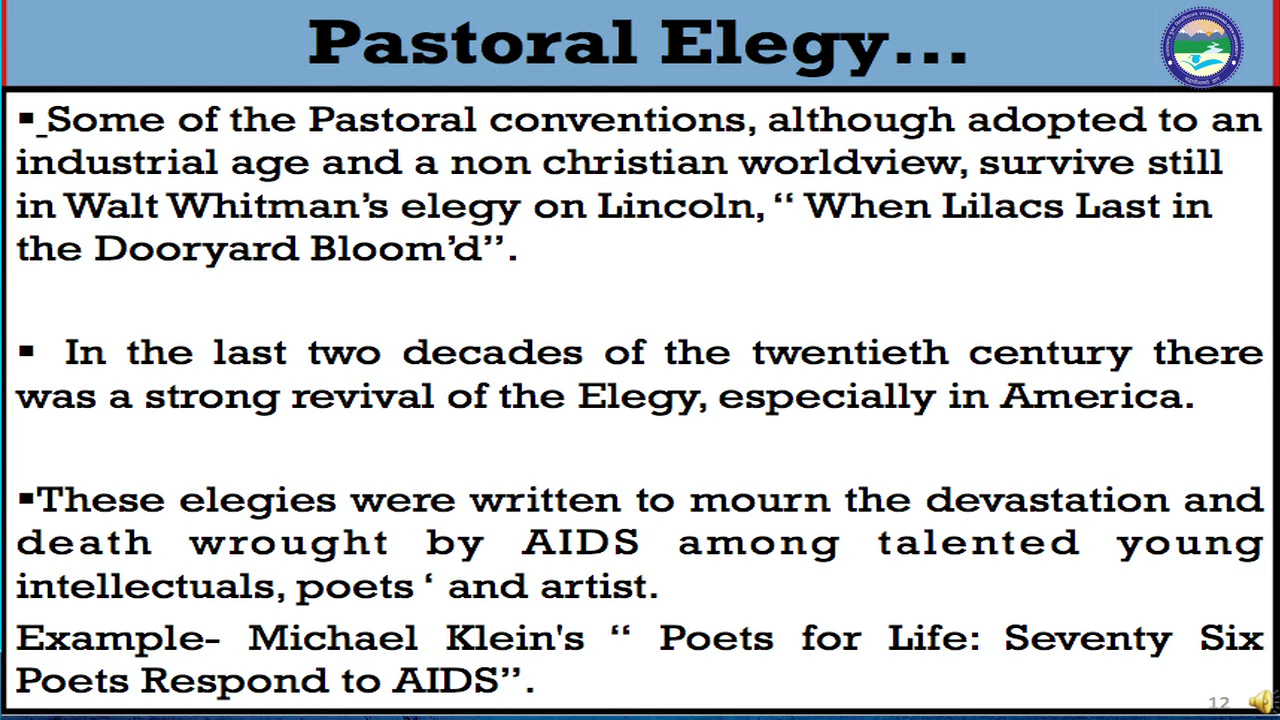 Pastoral Elegy...
▪ Some of the Pastoral conventions, although adopted to an
industrial age and a non christian worldview, survive still
in Walt Whitman’s elegy on Lincoln, “ When Lilacs Last in
the Dooryard Bloom’d”.
▪ In the last two decades of the twentieth century there
was a strong revival of the Elegy, especially in America.
▪These elegies were written to mourn the devastation and
death wrought by AIDS among talented young
intellectuals, poets ‘ and artist.
Example- Michael Klein's “ Poets for Life: Seventy Six
Poets Respond to AIDS”.
12